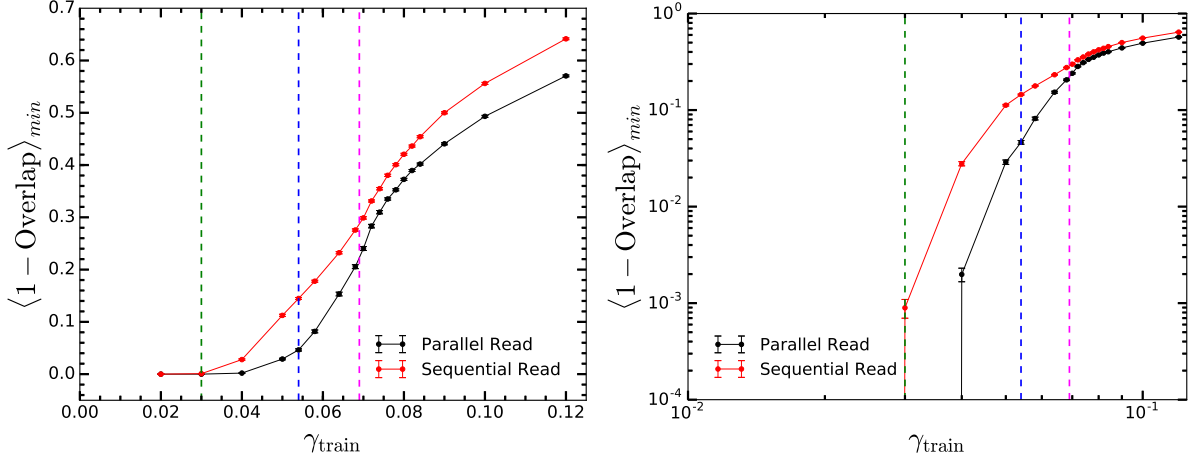 ⟨1 − Overlap⟩min
0.7
0.6
0.5
0.4
0.3
0.2
0.1
0.0
Parallel Read
Sequential Read
0.00 0.02 0.04 0.06 0.08 0.10 0.12
γtrain
⟨1 − Overlap⟩min
10^0
10^-1
10^-2
10^-3
10^-4
Parallel Read
Sequential Read
10^-2 10^-1
γtrain